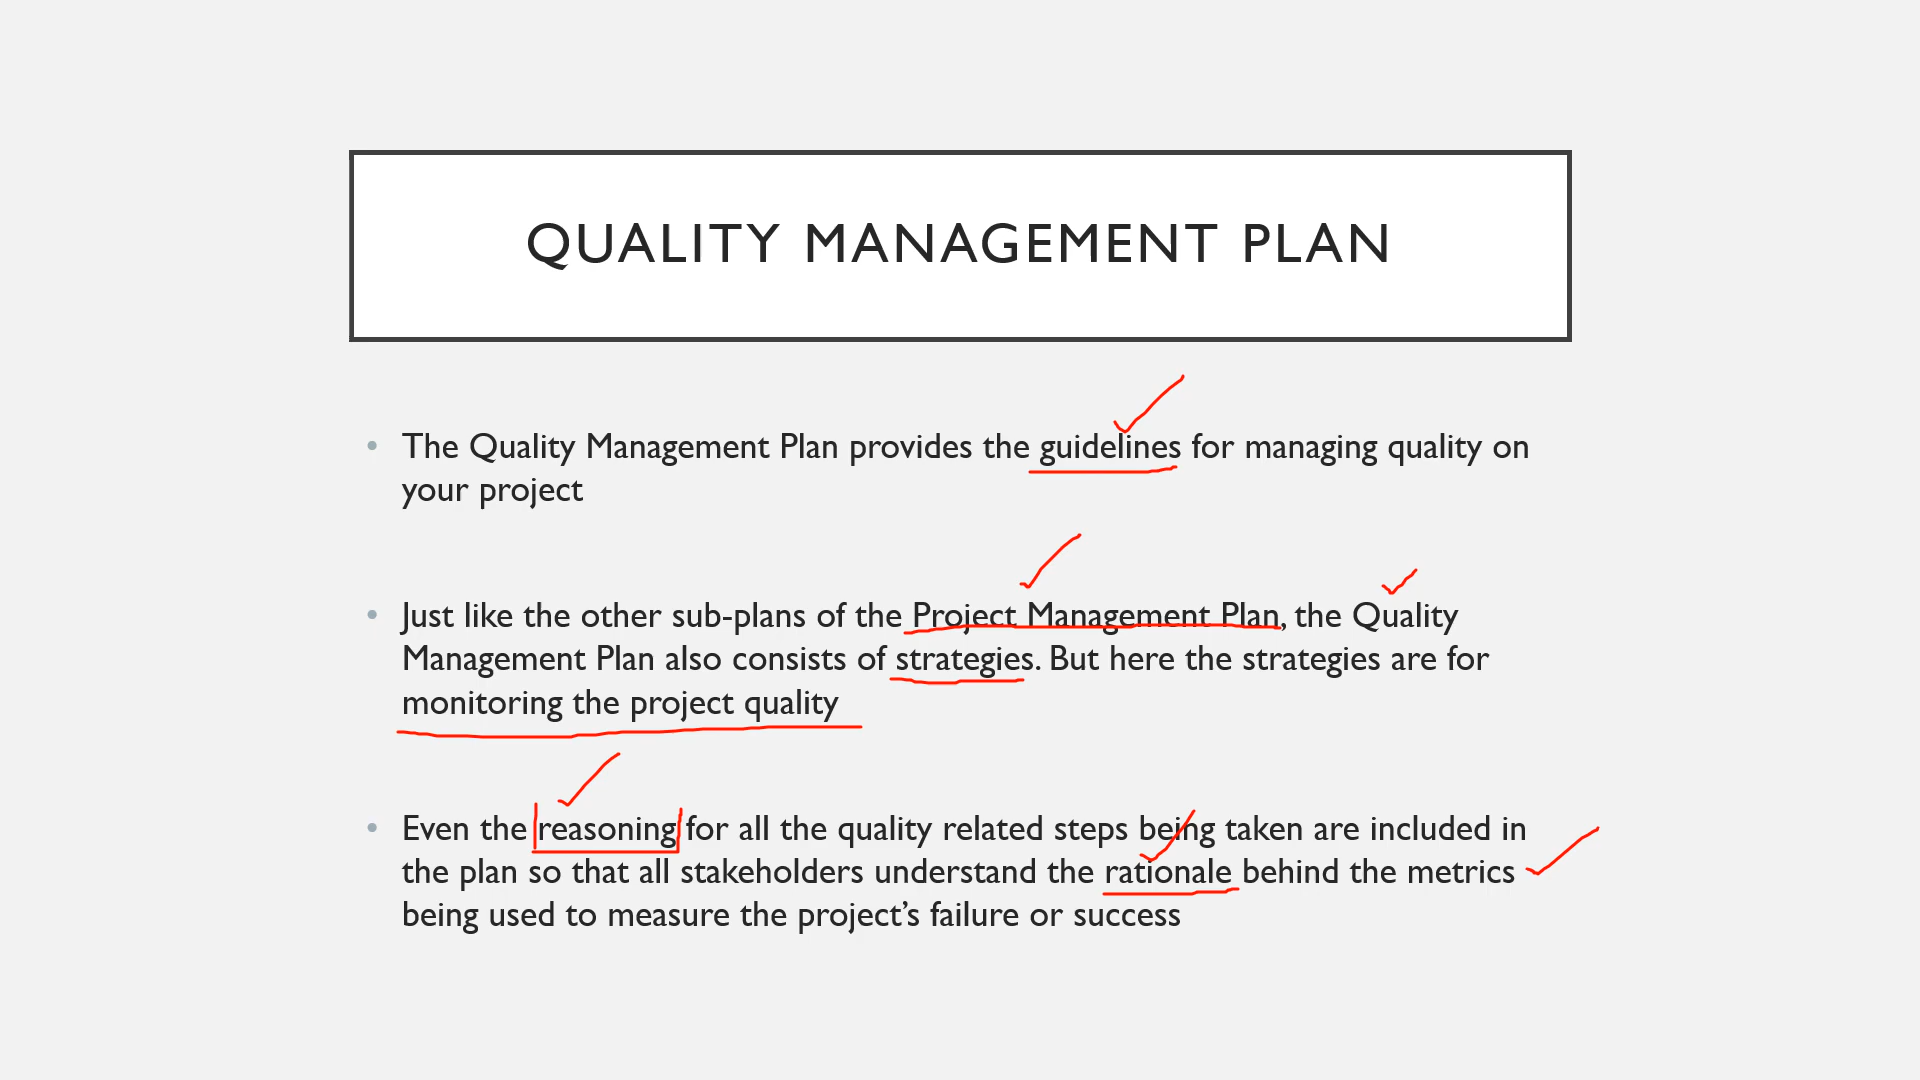 QUALITY MANAGEMENT PLAN
• The Quality Management Plan provides the guidelines for managing quality on
your project
• Just like the other sub-plans of the Project Management Plan, the Quality
Management Plan also consists of strategies. But here the strategies are for
monitoring the project quality
• Even the reasoning for all the quality related steps being taken are included in
the plan so that all stakeholders understand the rationale behind the metrics
being used to measure the project’s failure or success